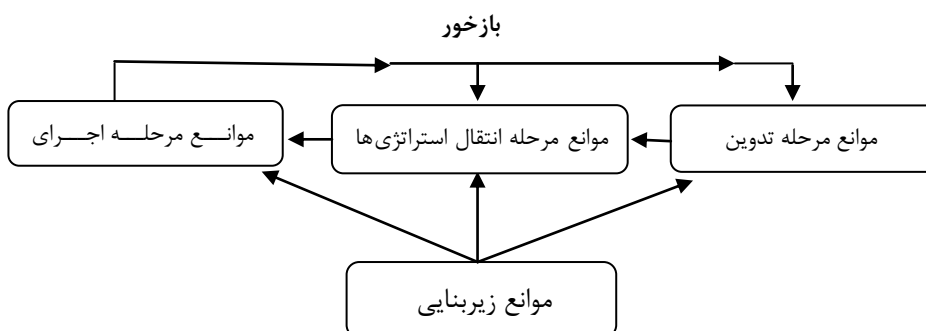 بازخور
موانع مرحله تدوین
موانع مرحله انتقال استراتژی‌ها
موانـــع مرحلـــه اجـــرای
موانع زیربنایی